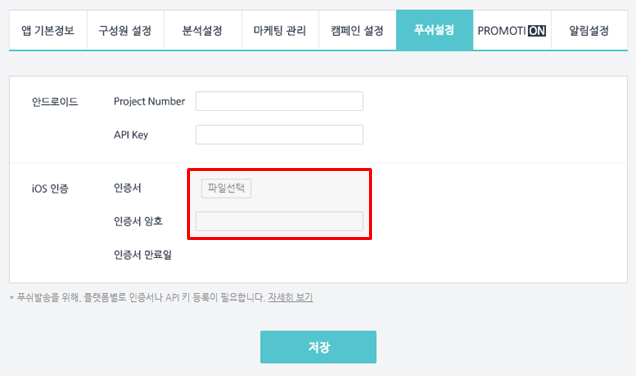 앱 기본정보 구성원 설정 분석설정 마케팅 관리 캠페인 설정 푸쉬설정 PROMOTION 알림설정
안드로이드 Project Number
API Key
iOS 인증 인증서 파일선택
인증서 암호
인증서 만료일
* 푸쉬발송을 위해, 플랫폼별로 인증서나 API 키 등록이 필요합니다. 자세히 보기
저장